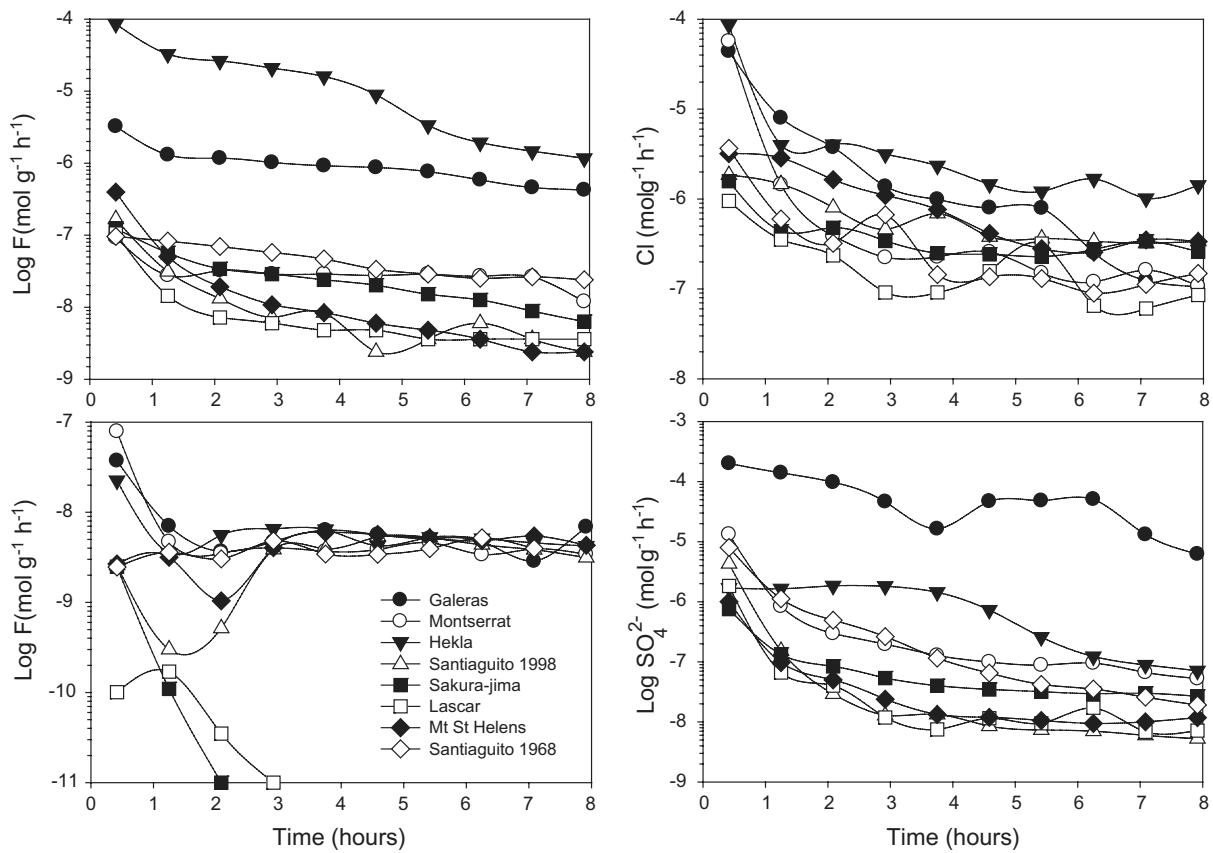 -4
-5
-6
-7
-8
-9
Log F(mol g⁻¹ h⁻¹)
0 1 2 3 4 5 6 7 8
-4
-5
-6
-7
-8
Cl (molg⁻¹ h⁻¹)
0 1 2 3 4 5 6 7 8
-7
-8
-9
-10
-11
Log F(mol g⁻¹ h⁻¹)
Galeras
Montserrat
Hekla
Santiaguito 1998
Sakura-jima
Lascar
Mt St Helens
Santiaguito 1968
0 1 2 3 4 5 6 7 8
Time (hours)
-3
-4
-5
-6
-7
-8
-9
Log SO₄²⁻ (mol g⁻¹ h⁻¹)
0 1 2 3 4 5 6 7 8
Time (hours)